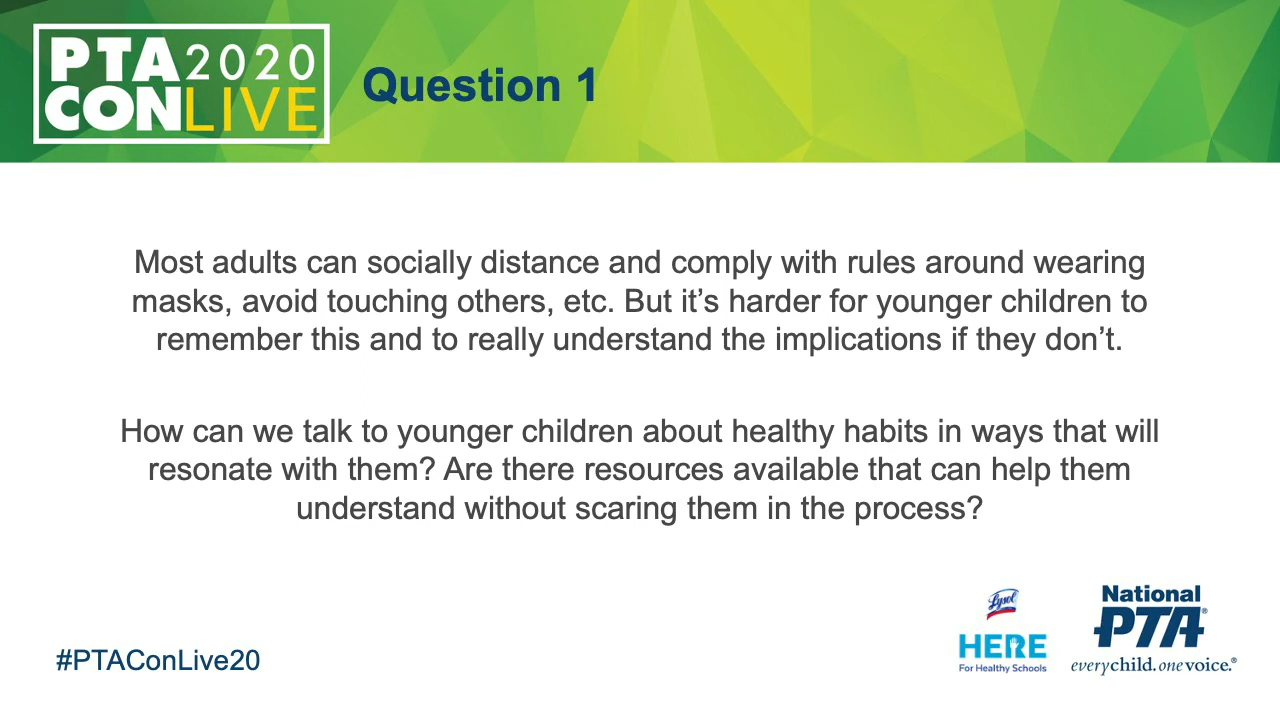 PTA 2020
CON LIVE
Question 1
Most adults can socially distance and comply with rules around wearing
masks, avoid touching others, etc. But it’s harder for younger children to
remember this and to really understand the implications if they don’t.
How can we talk to younger children about healthy habits in ways that will
resonate with them? Are there resources available that can help them
understand without scaring them in the process?
#PTAConLive20
Lysol
HERE
For Healthy Schools
National
PTA®
everychild.onevoice.®